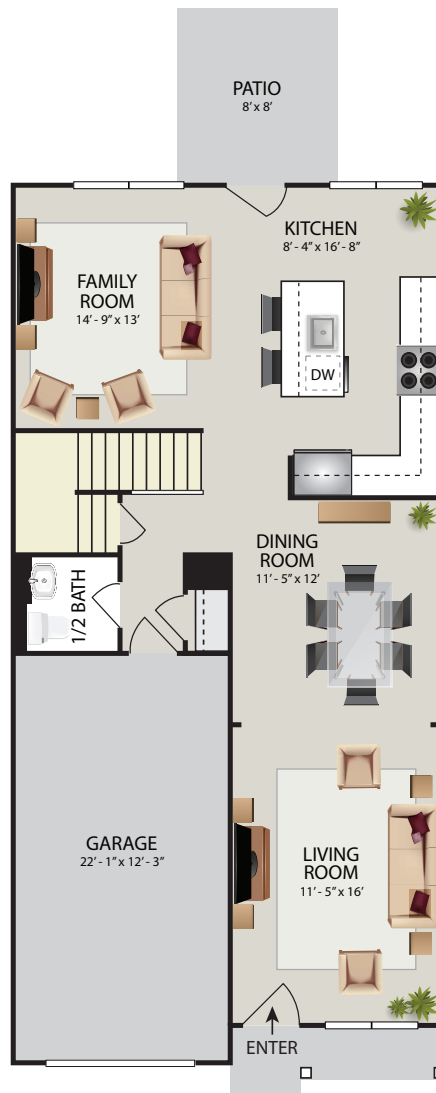 PATIO
8' x 8'
KITCHEN
8' - 4" x 16' - 8"
FAMILY
ROOM
14' - 9" x 13'
DW
DINING
ROOM
11' - 5" x 12'
1/2 BATH
GARAGE
22' - 1" x 12' - 3"
LIVING
ROOM
11' - 5" x 16'
ENTER